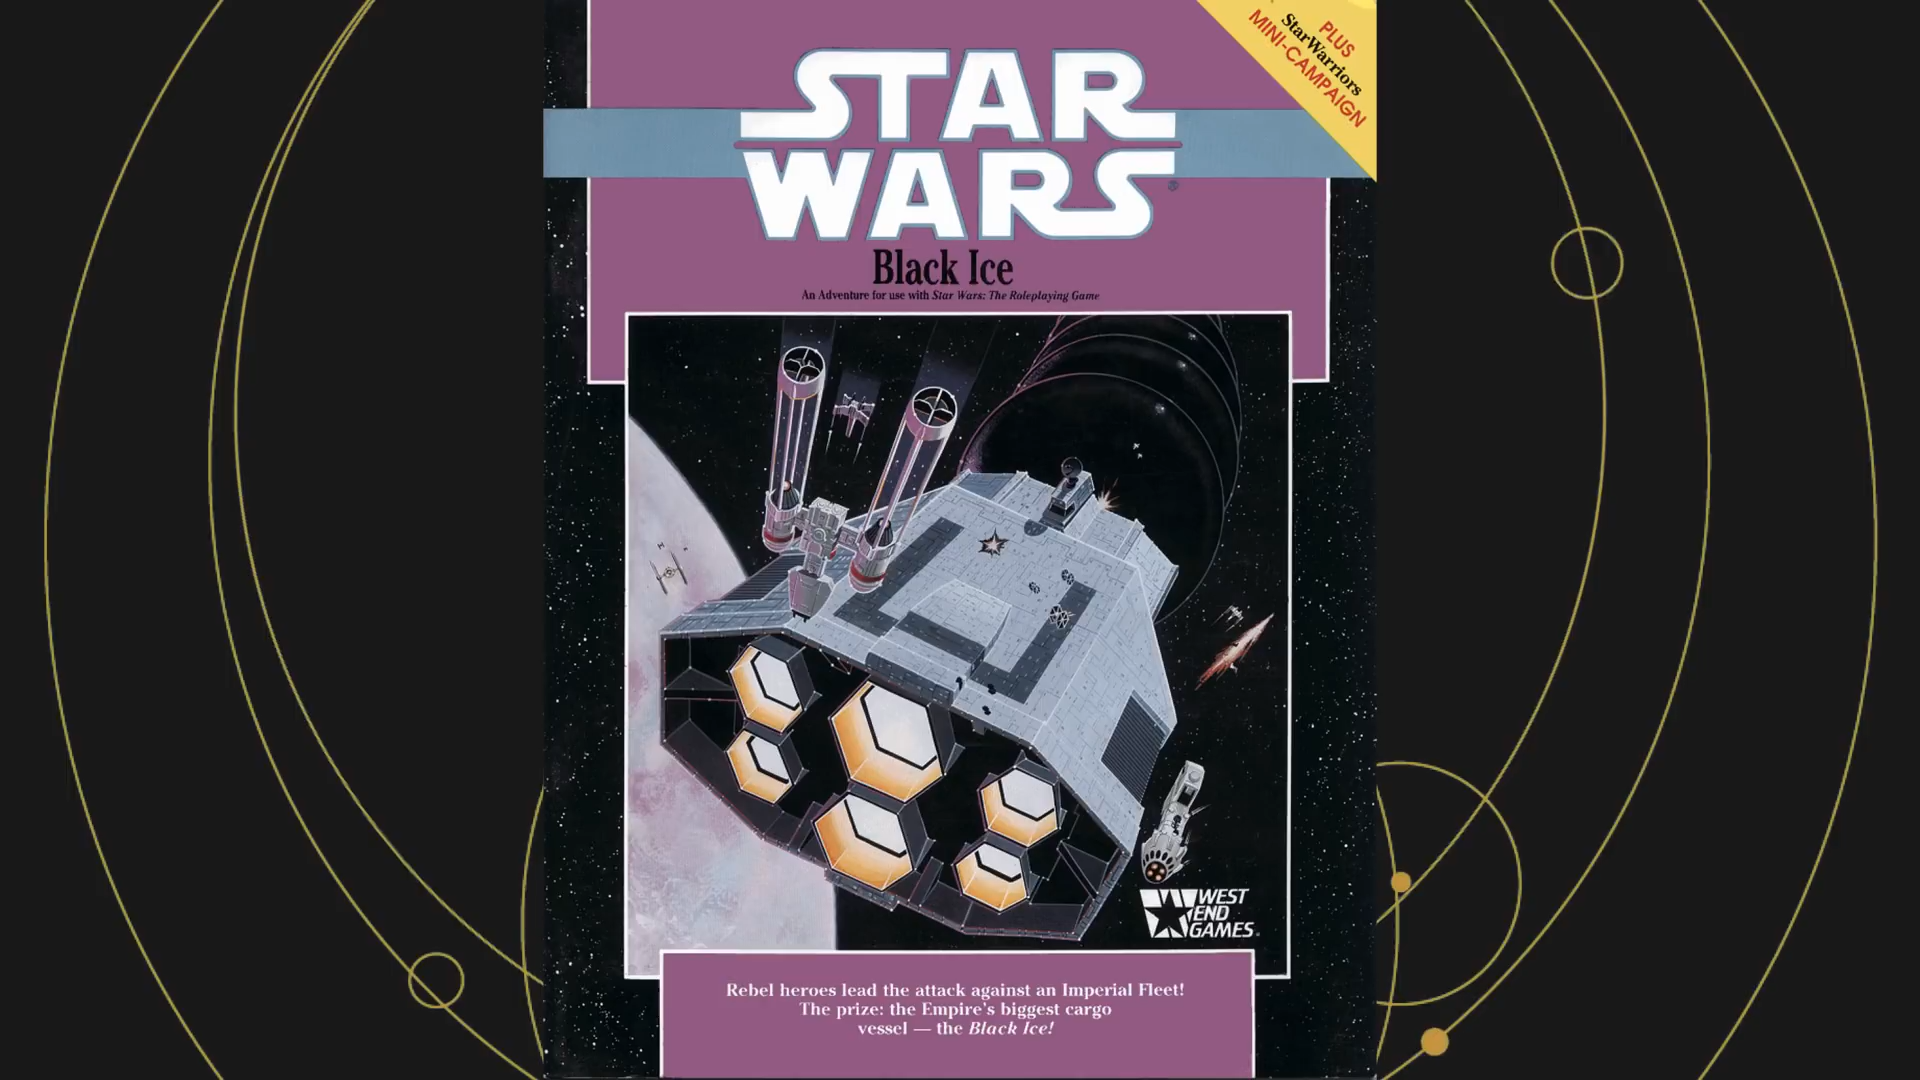 PLUS
StarWarriors
MINI-CAMPAIGN
STAR
WARS®
Black Ice
An Adventure for use with Star Wars: The Roleplaying Game
WEST
END
GAMES
Rebel heroes lead the attack against an Imperial Fleet!
The prize: the Empire's biggest cargo
vessel — the Black Ice!